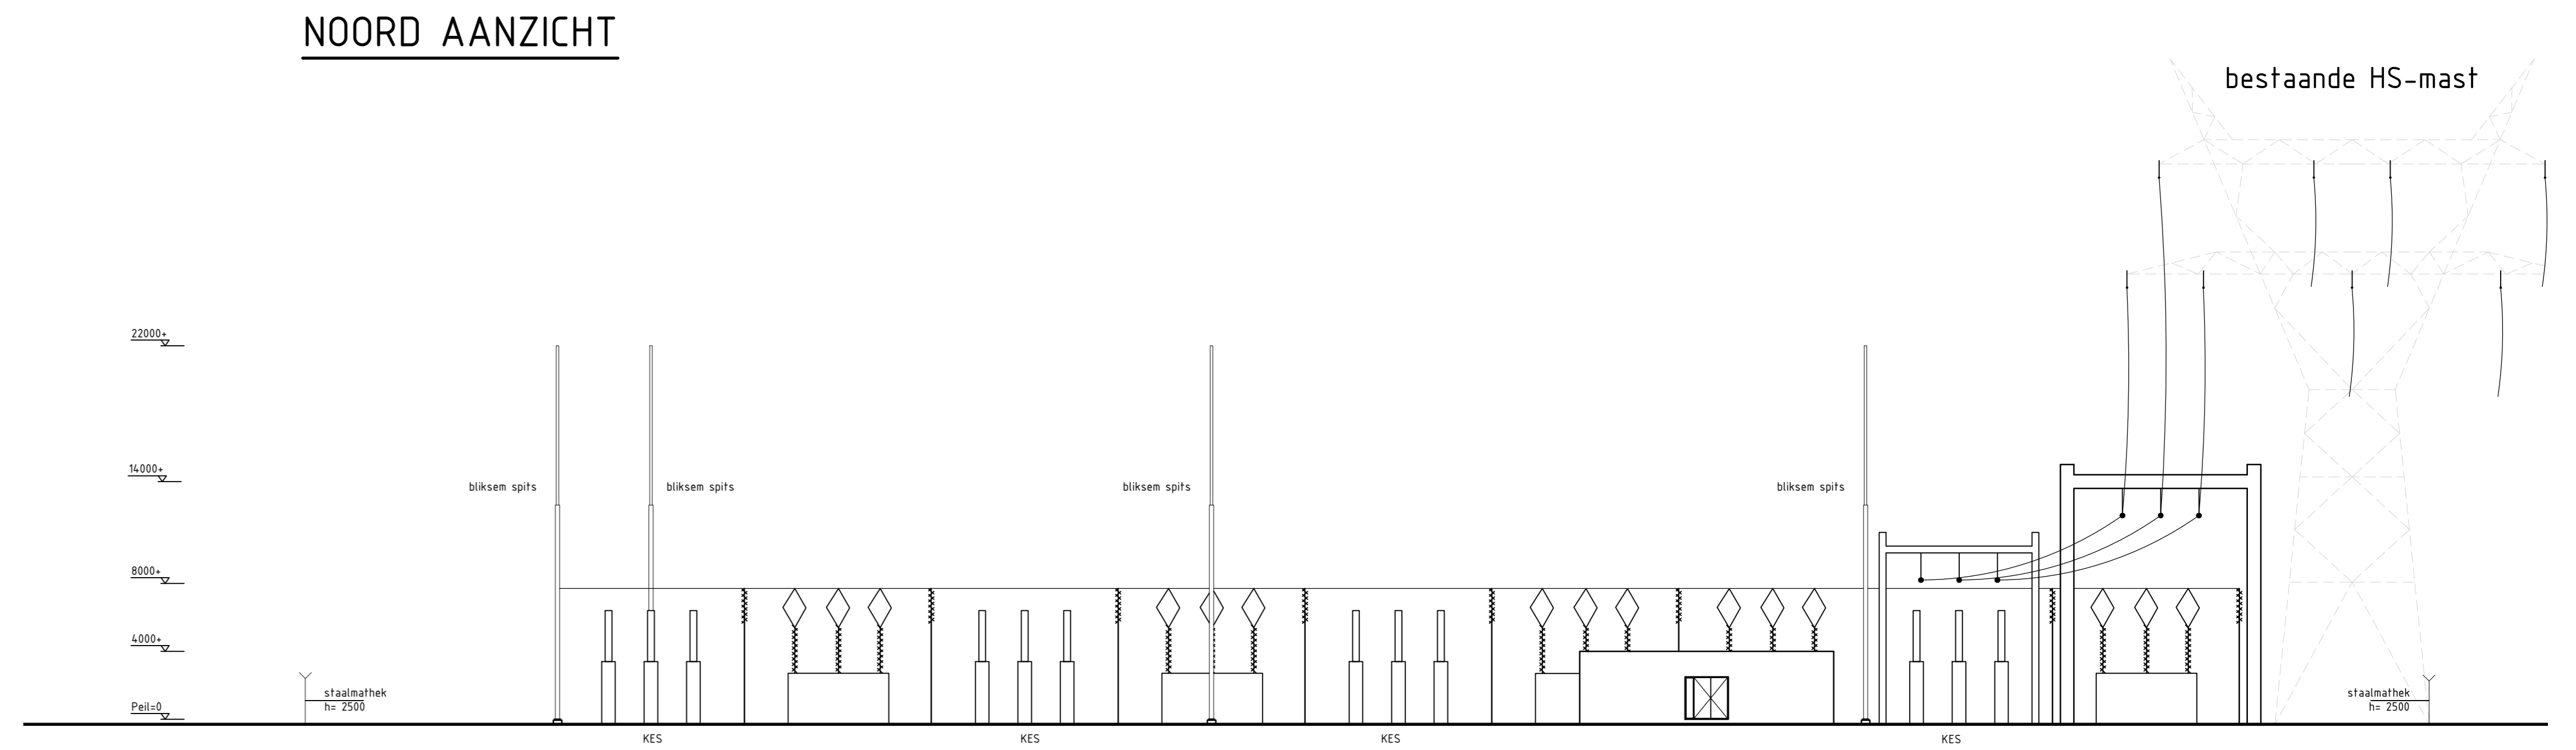 NOORD AANZICHT
bestaande HS-mast
22000+
14000+
bliksem spits
bliksem spits
bliksem spits
bliksem spits
8000+
4000+
staalmathek
h= 2500
staalmathek
h= 2500
Peil=0
KES
KES
KES
KES